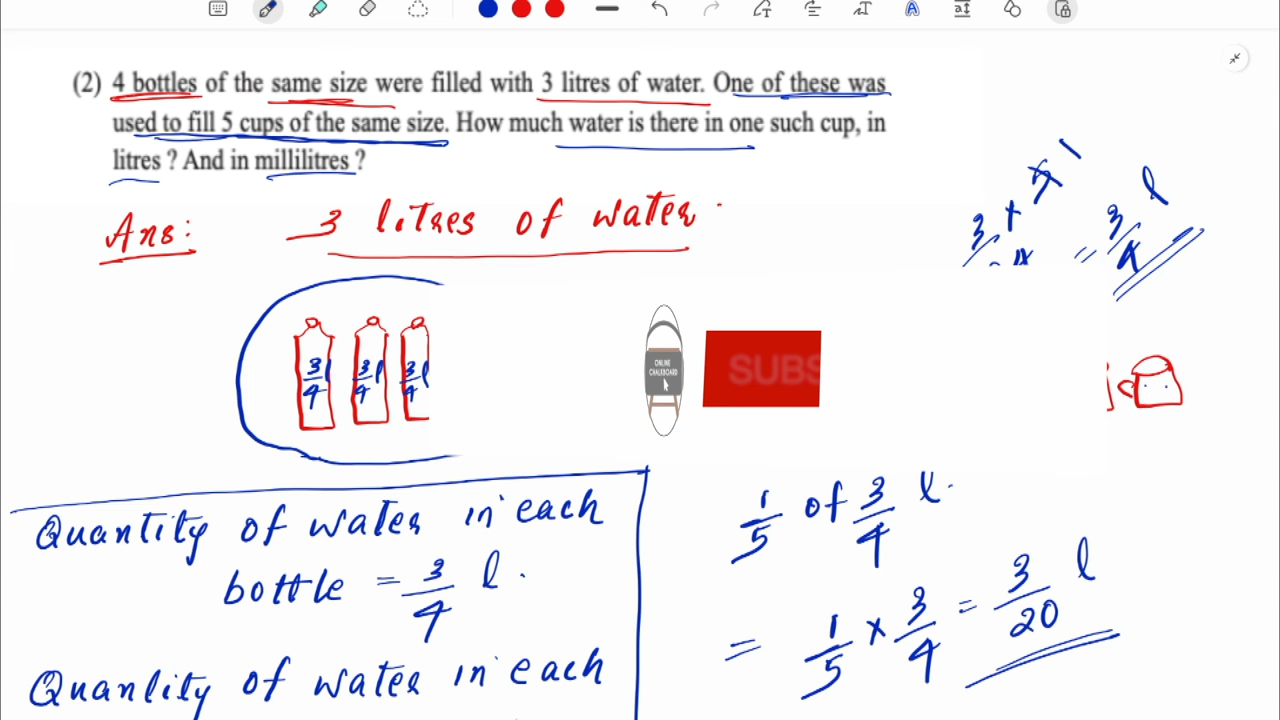 (2) 4 bottles of the same size were filled with 3 litres of water. One of these was
used to fill 5 cups of the same size. How much water is there in one such cup, in
litres ? And in millilitres ?
Ans: 3 litres of water.
= 3/4 l
3/4 l 3/4 l 3/4 l
ONLINE
CHALKBOARD
SUBS
Quantity of water in each
bottle = 3/4 l.
Quantity of water in each
1/5 of 3/4 l.
= 1/5 × 3/4 = 3/20 l